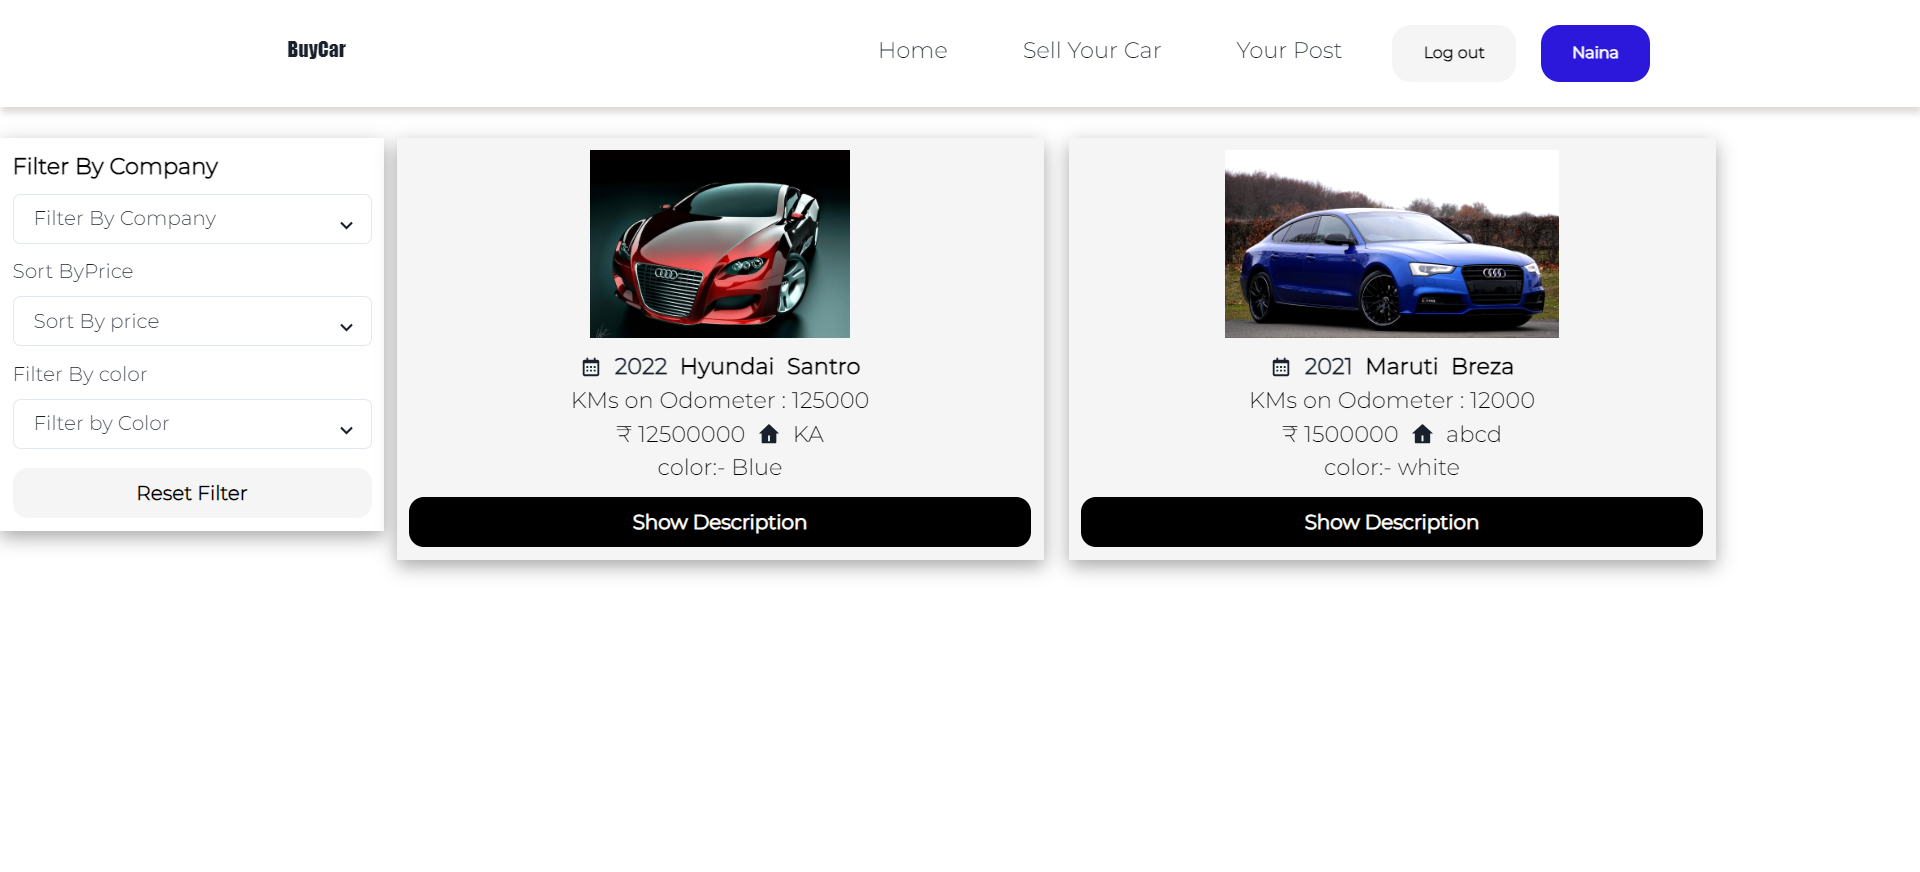 BuyCar
Home Sell Your Car Your Post Log out Naina
Filter By Company
Filter By Company
Sort ByPrice
Sort By price
Filter By color
Filter by Color
Reset Filter
2022 Hyundai Santro
KMs on Odometer : 125000
₹ 12500000 KA
color:- Blue
Show Description
2021 Maruti Breza
KMs on Odometer : 12000
₹ 1500000 abcd
color:- white
Show Description